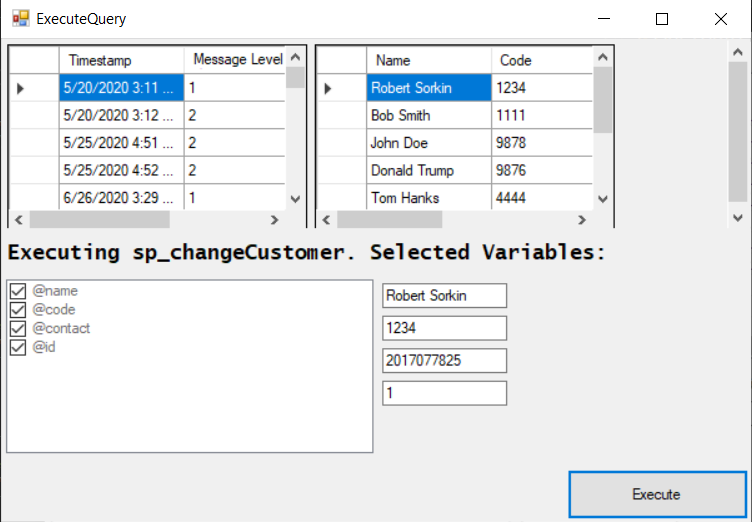 ExecuteQuery
Timestamp Message Level
5/20/2020 3:11 ... 1
5/20/2020 3:12 ... 2
5/25/2020 4:51 ... 2
5/25/2020 4:52 ... 2
6/26/2020 3:29 ... 1
Name Code
Robert Sorkin 1234
Bob Smith 1111
John Doe 9878
Donald Trump 9876
Tom Hanks 4444
Executing sp_changeCustomer. Selected Variables:
@name Robert Sorkin
@code 1234
@contact 2017077825
@id 1
Execute